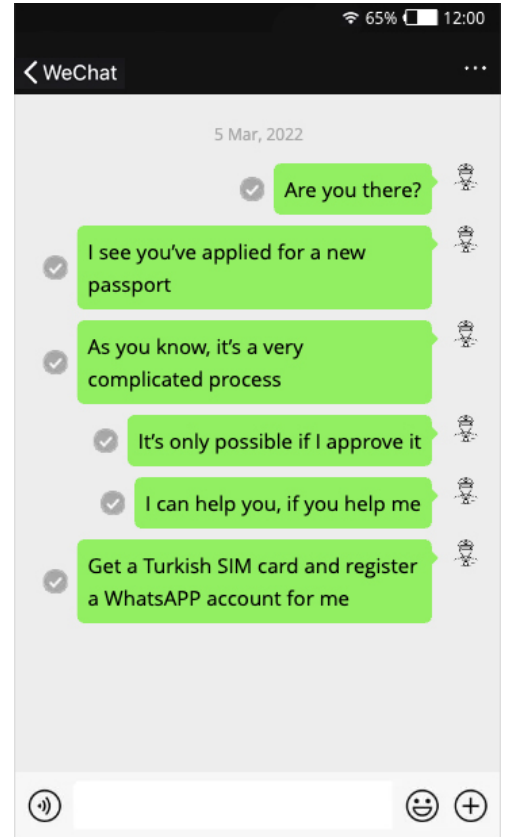 65% 12:00
WeChat
5 Mar, 2022
Are you there?
I see you’ve applied for a new
passport
As you know, it’s a very
complicated process
It’s only possible if I approve it
I can help you, if you help me
Get a Turkish SIM card and register
a WhatsAPP account for me